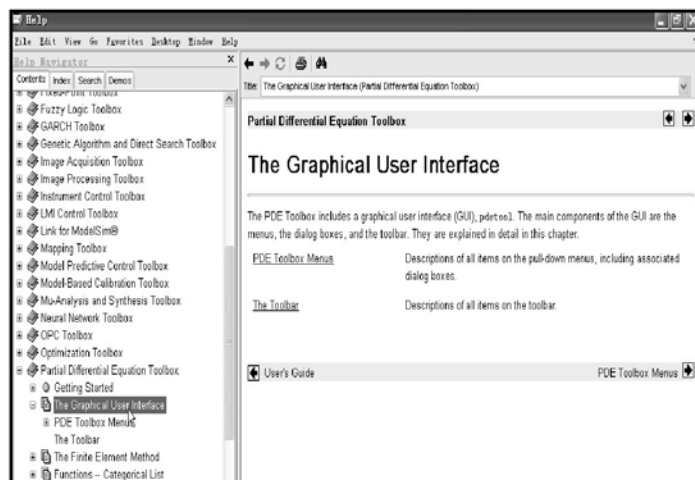 Help
File Edit View Go Favorites Desktop Window Help
Help Navigator
Contents Index Search Demos
Fixed-Point Toolbox
Fuzzy Logic Toolbox
GARCH Toolbox
Genetic Algorithm and Direct Search Toolbox
Image Acquisition Toolbox
Image Processing Toolbox
Instrument Control Toolbox
LMI Control Toolbox
Link for ModelSim®
Mapping Toolbox
Model Predictive Control Toolbox
Model-Based Calibration Toolbox
Mu-Analysis and Synthesis Toolbox
Neural Network Toolbox
OPC Toolbox
Optimization Toolbox
Partial Differential Equation Toolbox
Getting Started
The Graphical User Interface
PDE Toolbox Menus
The Toolbar
The Finite Element Method
Functions -- Categorical List
Title: The Graphical User Interface (Partial Differential Equation Toolbox)
Partial Differential Equation Toolbox
The Graphical User Interface
The PDE Toolbox includes a graphical user interface (GUI), pdetool. The main components of the GUI are the
menus, the dialog boxes, and the toolbar. They are explained in detail in this chapter.
PDE Toolbox Menus Descriptions of all items on the pull-down menus, including associated
dialog boxes.
The Toolbar Descriptions of all items on the toolbar.
User's Guide PDE Toolbox Menus